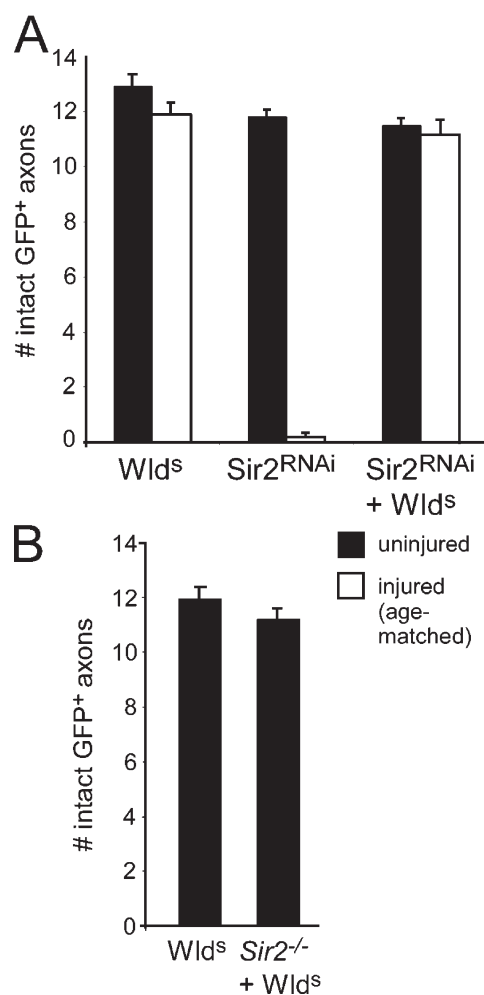 A
14
12
10
8
6
4
2
0
# intact GFP+ axons
Wldˢ
Sir2ᴿᴺᴬⁱ
Sir2ᴿᴺᴬⁱ
+ Wldˢ
B
uninjured
injured
(age-
matched)
14
12
10
8
6
4
2
0
# intact GFP+ axons
Wldˢ
Sir2-/-
+ Wldˢ